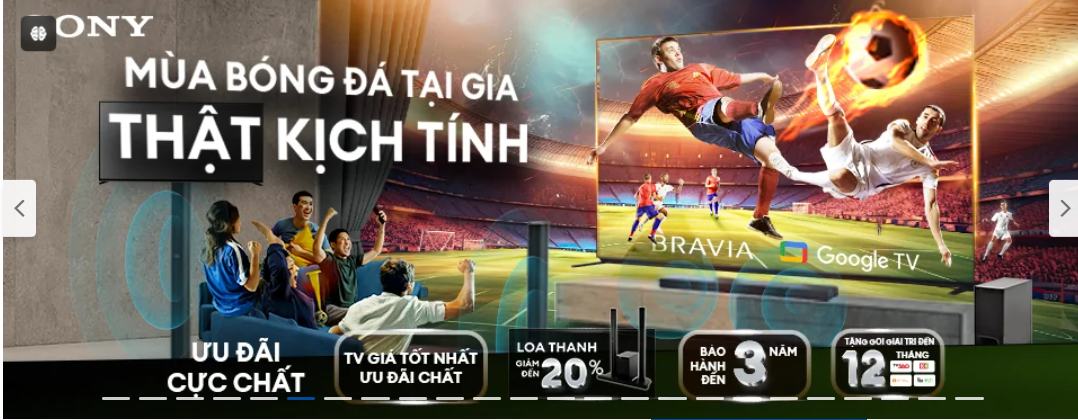 SONY
MÙA BÓNG ĐÁ TẠI GIA
THẬT KỊCH TÍNH
BRAVIA
Google TV
ƯU ĐÃI
CỰC CHẤT
TV GIÁ TỐT NHẤT
ƯU ĐÃI CHẤT
LOA THANH
GIẢM ĐẾN 20%
BẢO HÀNH ĐẾN 3 NĂM
TẶNG GÓI GIẢI TRÍ ĐẾN
12 THÁNG